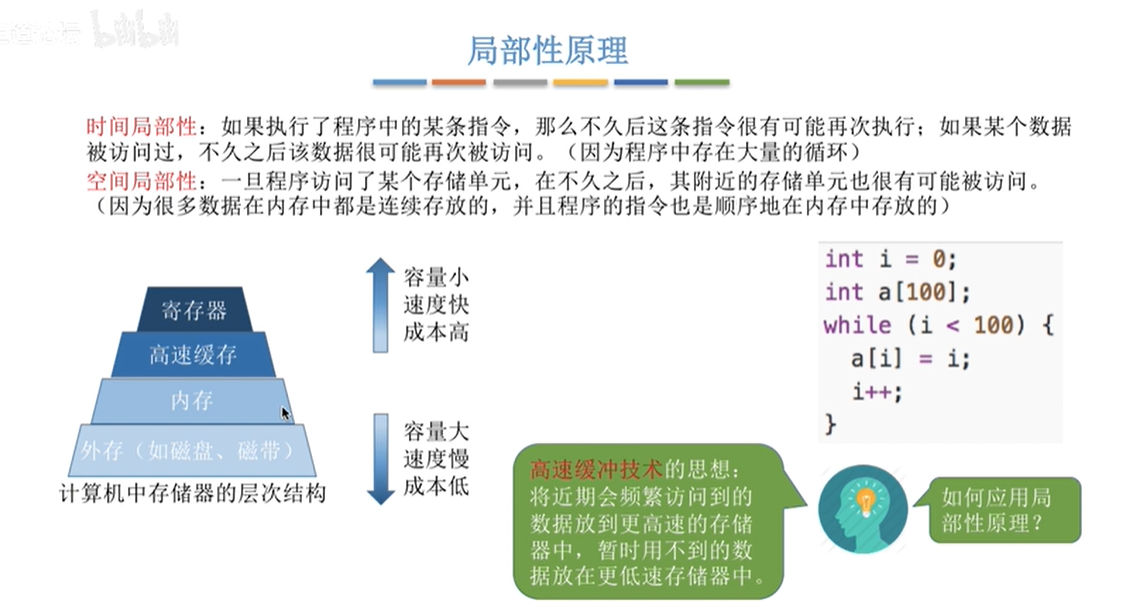 bilibili
局部性原理
时间局部性：如果执行了程序中的某条指令，那么不久后这条指令很有可能再次执行；如果某个数据
被访问过，不久之后该数据很可能再次被访问。（因为程序中存在大量的循环）
空间局部性：一旦程序访问了某个存储单元，在不久之后，其附近的存储单元也很有可能被访问。
（因为很多数据在内存中都是连续存放的，并且程序的指令也是顺序地在内存中存放的）
寄存器
高速缓存
内存
外存（如磁盘、磁带）
计算机中存储器的层次结构
容量小
速度快
成本高
容量大
速度慢
成本低
int i = 0;
int a[100];
while (i < 100) {
a[i] = i;
i++;
}
高速缓冲技术的思想：
将近期会频繁访问到的
数据放到更高速的存储
器中，暂时用不到的数
据放在更低速存储器中。
如何应用局
部性原理？